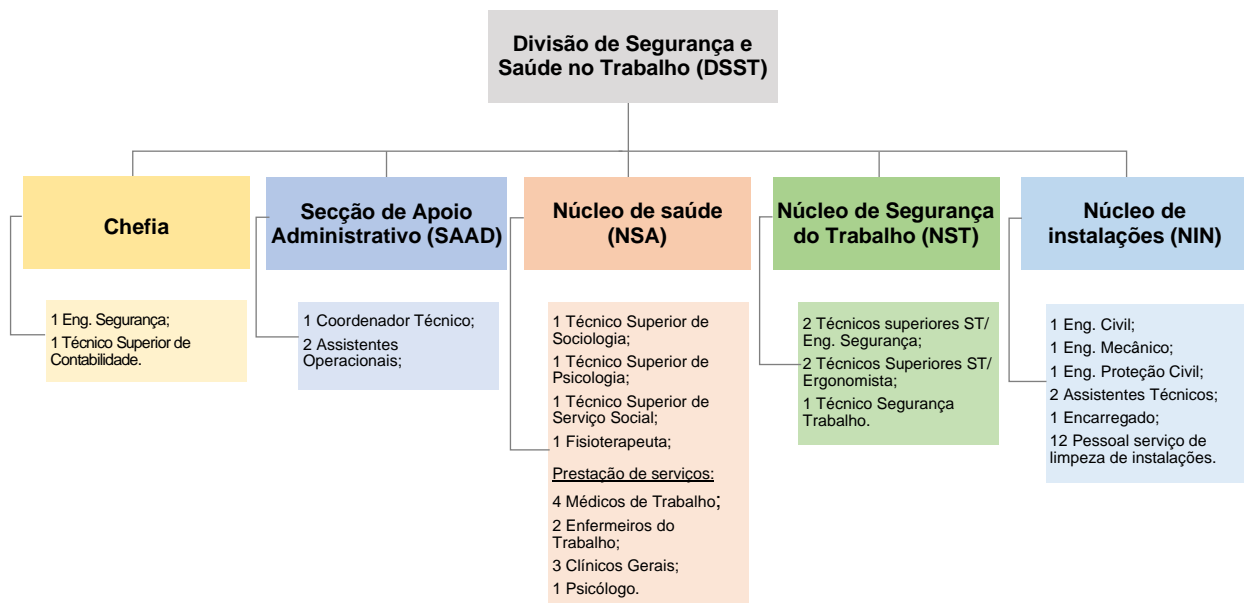 Divisão de Segurança e
Saúde no Trabalho (DSST)
Chefia
1 Eng. Segurança;
1 Técnico Superior de
Contabilidade.
Secção de Apoio
Administrativo (SAAD)
1 Coordenador Técnico;
2 Assistentes
Operacionais;
Núcleo de saúde
(NSA)
1 Técnico Superior de
Sociologia;
1 Técnico Superior de
Psicologia;
1 Técnico Superior de
Serviço Social;
1 Fisioterapeuta;
Prestação de serviços:
4 Médicos de Trabalho;
2 Enfermeiros do
Trabalho;
3 Clínicos Gerais;
1 Psicólogo.
Núcleo de Segurança
do Trabalho (NST)
2 Técnicos superiores ST/
Eng. Segurança;
2 Técnicos Superiores ST/
Ergonomista;
1 Técnico Segurança
Trabalho.
Núcleo de
instalações (NIN)
1 Eng. Civil;
1 Eng. Mecânico;
1 Eng. Proteção Civil;
2 Assistentes Técnicos;
1 Encarregado;
12 Pessoal serviço de
limpeza de instalações.